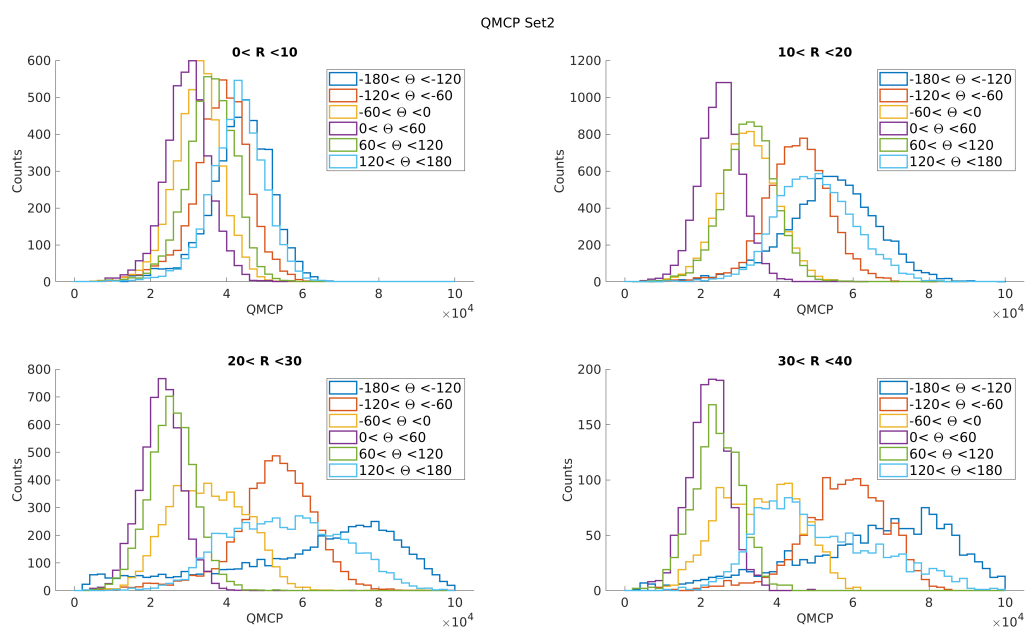 QMCP Set2
0< R <10
600
500
400
300
200
100
0
Counts
0 2 4 6 8 10
QMCP
×10^4
-180< Θ <-120
-120< Θ <-60
-60< Θ <0
0< Θ <60
60< Θ <120
120< Θ <180
10< R <20
1200
1000
800
600
400
200
0
Counts
0 2 4 6 8 10
QMCP
×10^4
-180< Θ <-120
-120< Θ <-60
-60< Θ <0
0< Θ <60
60< Θ <120
120< Θ <180
20< R <30
800
700
600
500
400
300
200
100
0
Counts
0 2 4 6 8 10
QMCP
×10^4
-180< Θ <-120
-120< Θ <-60
-60< Θ <0
0< Θ <60
60< Θ <120
120< Θ <180
30< R <40
200
150
100
50
0
Counts
0 2 4 6 8 10
QMCP
×10^4
-180< Θ <-120
-120< Θ <-60
-60< Θ <0
0< Θ <60
60< Θ <120
120< Θ <180